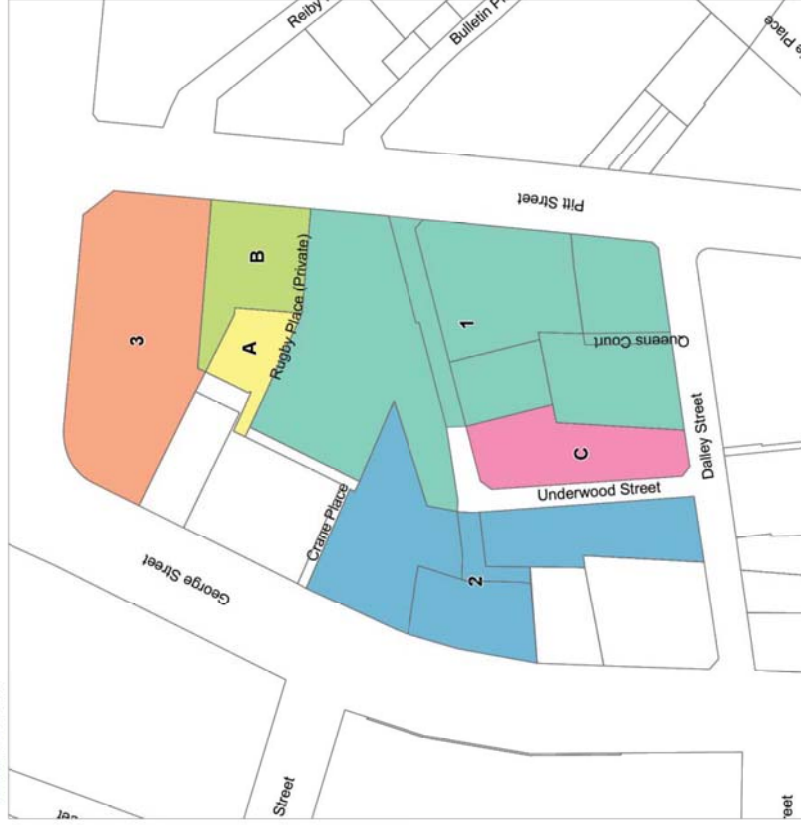 Reiby
Bulletin
Place
Pitt Street
3
B
A
Rugby Place (Private)
1
Queens Court
C
Dalley Street
Underwood Street
Crane Place
George Street
2
Street